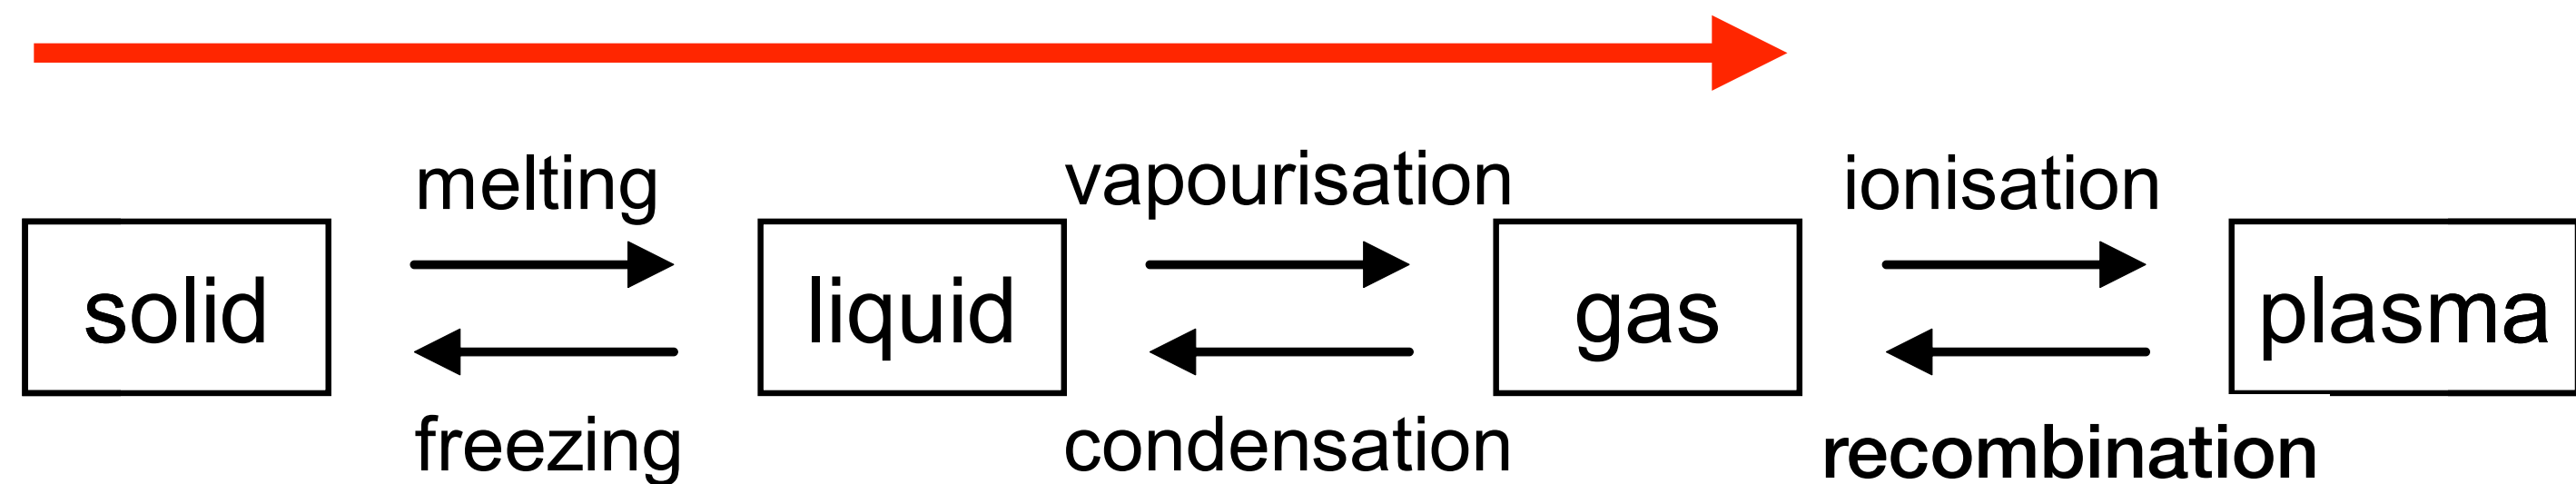 melting vapourisation ionisation
solid liquid gas plasma
freezing condensation recombination